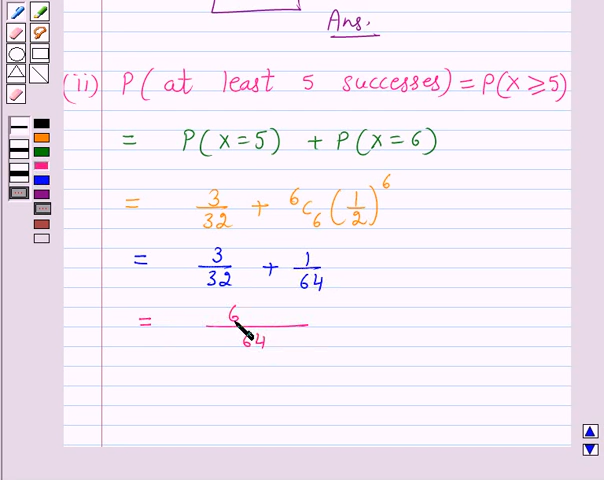 Ans.
(ii) P( at least 5 successes) = P(X ≥ 5)
= P(X=5) + P(X=6)
= 3/32 + ⁶C₆ (1/2)⁶
= 3/32 + 1/64
= 6/64